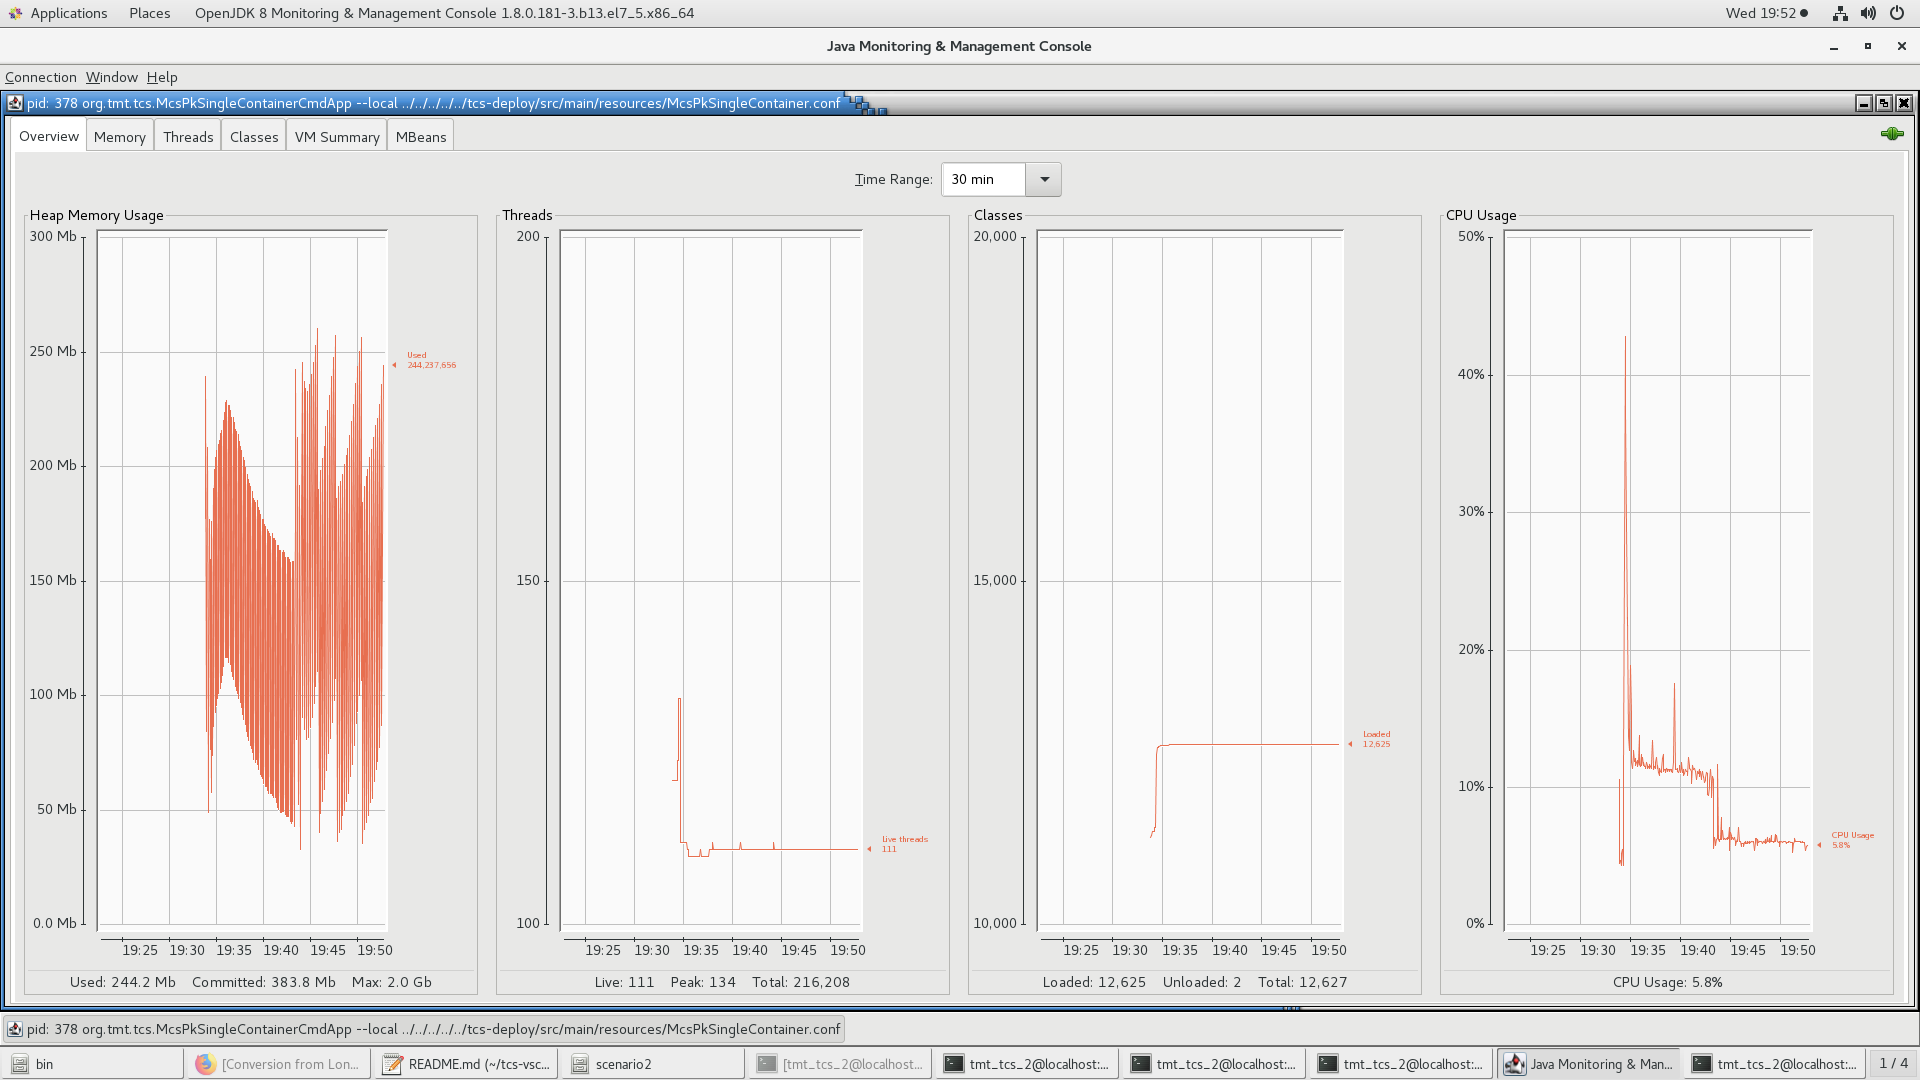 Applications Places OpenJDK 8 Monitoring & Management Console 1.8.0.181-3.b13.el7_5.x86_64 Wed 19:52
Java Monitoring & Management Console
Connection Window Help
pid: 378 org.tmt.tcs.McsPkSingleContainerCmdApp --local ../../../../../tcs-deploy/src/main/resources/McsPkSingleContainer.conf
Overview Memory Threads Classes VM Summary MBeans
Time Range: 30 min
Heap Memory Usage
300 Mb
250 Mb
200 Mb
150 Mb
100 Mb
50 Mb
0.0 Mb
Used
244,237,656
19:25 19:30 19:35 19:40 19:45 19:50
Used: 244.2 Mb Committed: 383.8 Mb Max: 2.0 Gb
Threads
200
150
100
Live threads
111
19:25 19:30 19:35 19:40 19:45 19:50
Live: 111 Peak: 134 Total: 216,208
Classes
20,000
15,000
10,000
Loaded
12,625
19:25 19:30 19:35 19:40 19:45 19:50
Loaded: 12,625 Unloaded: 2 Total: 12,627
CPU Usage
50%
40%
30%
20%
10%
0%
CPU Usage
5.8%
19:25 19:30 19:35 19:40 19:45 19:50
CPU Usage: 5.8%
pid: 378 org.tmt.tcs.McsPkSingleContainerCmdApp --local ../../../../../tcs-deploy/src/main/resources/McsPkSingleContainer.conf
bin [Conversion from Lon... README.md (~/tcs-vsc... scenario2 [tmt_tcs_2@localhost... tmt_tcs_2@localhost:... tmt_tcs_2@localhost:... tmt_tcs_2@localhost:... Java Monitoring & Man... tmt_tcs_2@localhost:... 1 / 4